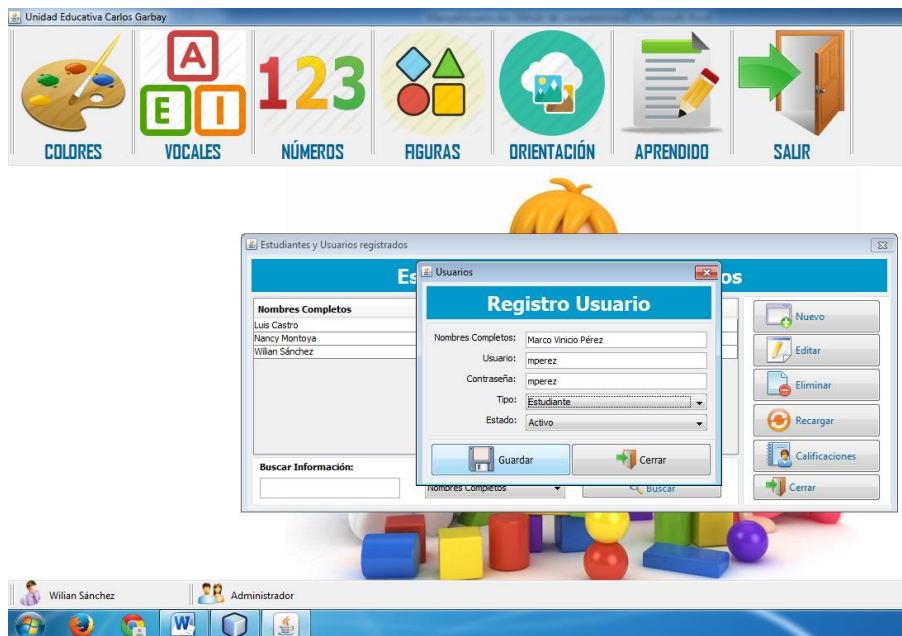 Unidad Educativa Carlos Garbay
A
E I
123
COLORES VOCALES NÚMEROS FIGURAS ORIENTACIÓN APRENDIDO SALIR
Estudiantes y Usuarios registrados
Usuarios
Registro Usuario
Nombres Completos
Luis Castro
Nancy Montoya
Wilian Sánchez
Nombres Completos: Marco Vinicio Pérez
Usuario: mperez
Contraseña: mperez
Tipo: Estudiante
Estado: Activo
Guardar Cerrar
Nuevo
Editar
Eliminar
Recargar
Calificaciones
Cerrar
Buscar Información:
Nombres Completos Buscar
Wilian Sánchez Administrador